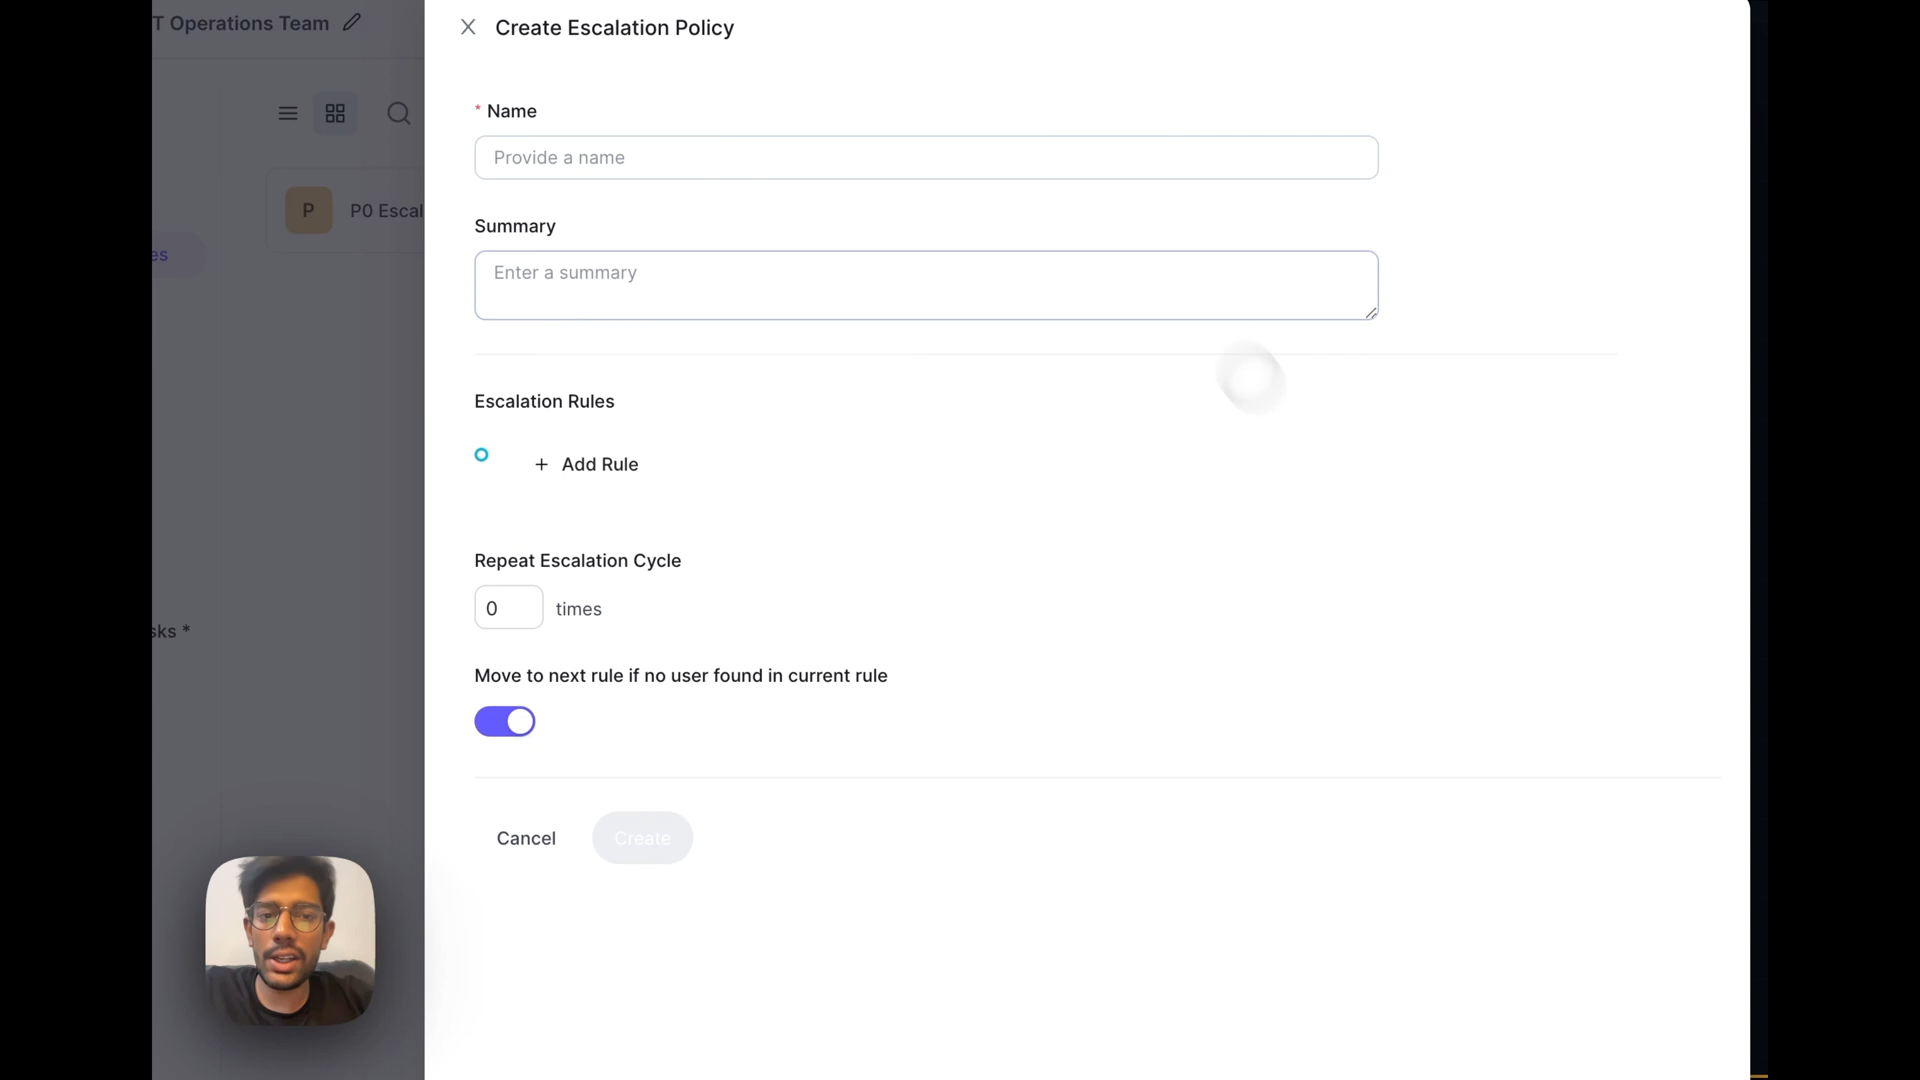 T Operations Team
Create Escalation Policy
* Name
Provide a name
P
P0 Escal
Summary
es
Enter a summary
Escalation Rules
+ Add Rule
Repeat Escalation Cycle
0 times
sks *
Move to next rule if no user found in current rule
Cancel
Create